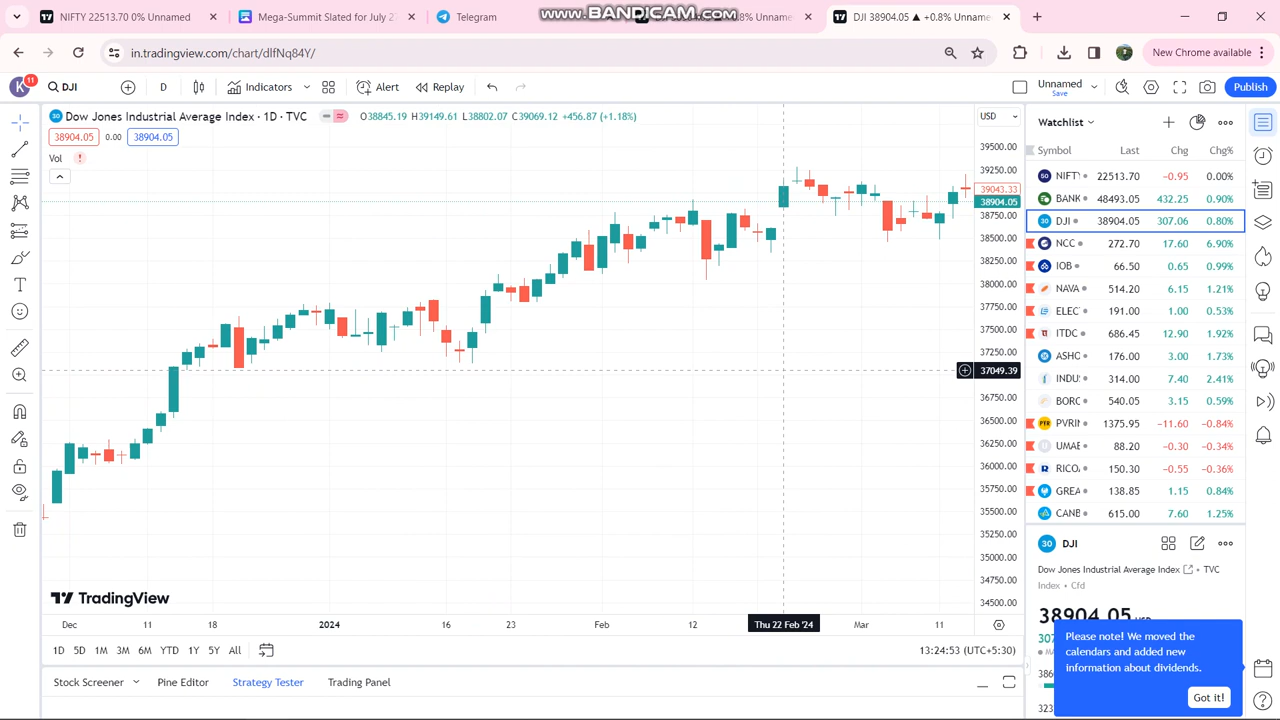 NIFTY 22513.70 Unnamed
Mega-Summit Slated for July 2
Telegram
www.BANDICAM.com
Unnamed
DJI 38904.05 ▲ +0.8% Unname
in.tradingview.com/chart/dlfNq84Y/
New Chrome available
K 11 DJI D Indicators Alert Replay Unnamed Save Publish
30 Dow Jones Industrial Average Index · 1D · TVC O38845.19 H39149.61 L38802.07 C39069.12 +456.87 (+1.18%) USD
38904.05 0.00 38904.05
Vol !
39500.00
39250.00
39043.33
38904.05
38750.00
38500.00
38250.00
38000.00
37750.00
37500.00
37250.00
37049.39
36750.00
36500.00
36250.00
36000.00
35750.00
35500.00
35250.00
35000.00
34750.00
34500.00
TradingView
Dec 11 18 2024 16 23 Feb 12 Thu 22 Feb '24 Mar 11
1D 5D 1M 3M 6M YTD 1Y 5Y All 13:24:53 (UTC+5:30)
Stock Screener Pine Editor Strategy Tester Trading Panel
Watchlist
Symbol Last Chg Chg%
50 NIFTY 22513.70 −0.95 0.00%
BANK 48493.05 432.25 0.90%
30 DJI 38904.05 307.06 0.80%
NCC 272.70 17.60 6.90%
IOB 66.50 0.65 0.99%
NAVA 514.20 6.15 1.21%
ELEC 191.00 1.00 0.53%
ITDC 686.45 12.90 1.92%
ASHO 176.00 3.00 1.73%
INDU 314.00 7.40 2.41%
BORO 540.05 3.15 0.59%
PVRIN 1375.95 −11.60 −0.84%
UMAE 88.20 −0.30 −0.34%
RICO 150.30 −0.55 −0.36%
GREA 138.85 1.15 0.84%
CANB 615.00 7.60 1.25%
30 DJI
Dow Jones Industrial Average Index • TVC
Index • Cfd
38904.05 USD
Please note! We moved the
calendars and added new
information about dividends.
Got it!